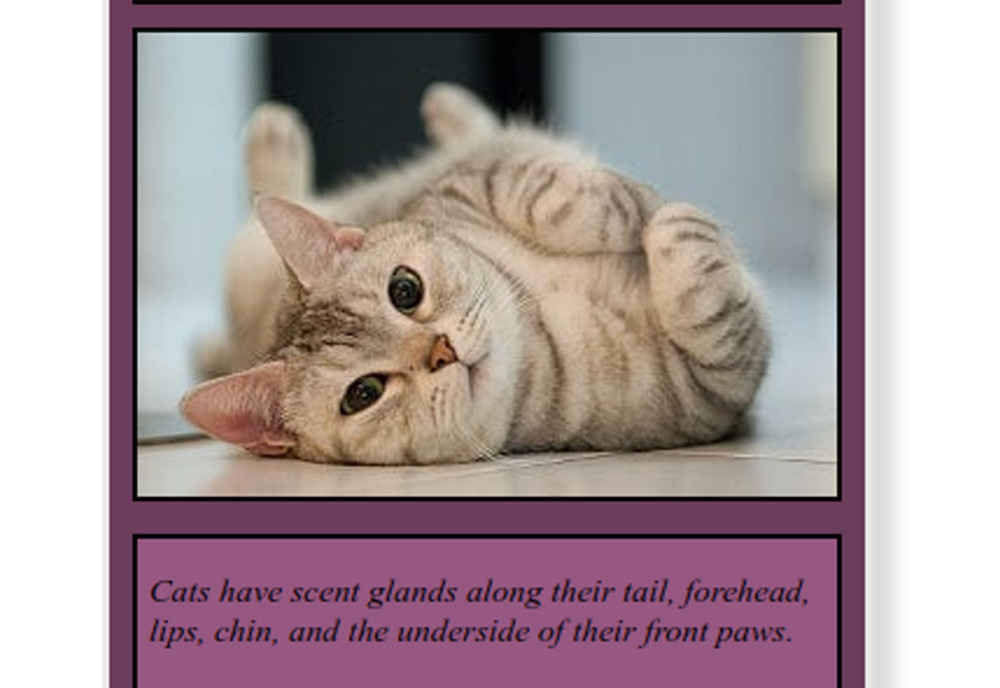 Cats have scent glands along their tail, forehead,
lips, chin, and the underside of their front paws.